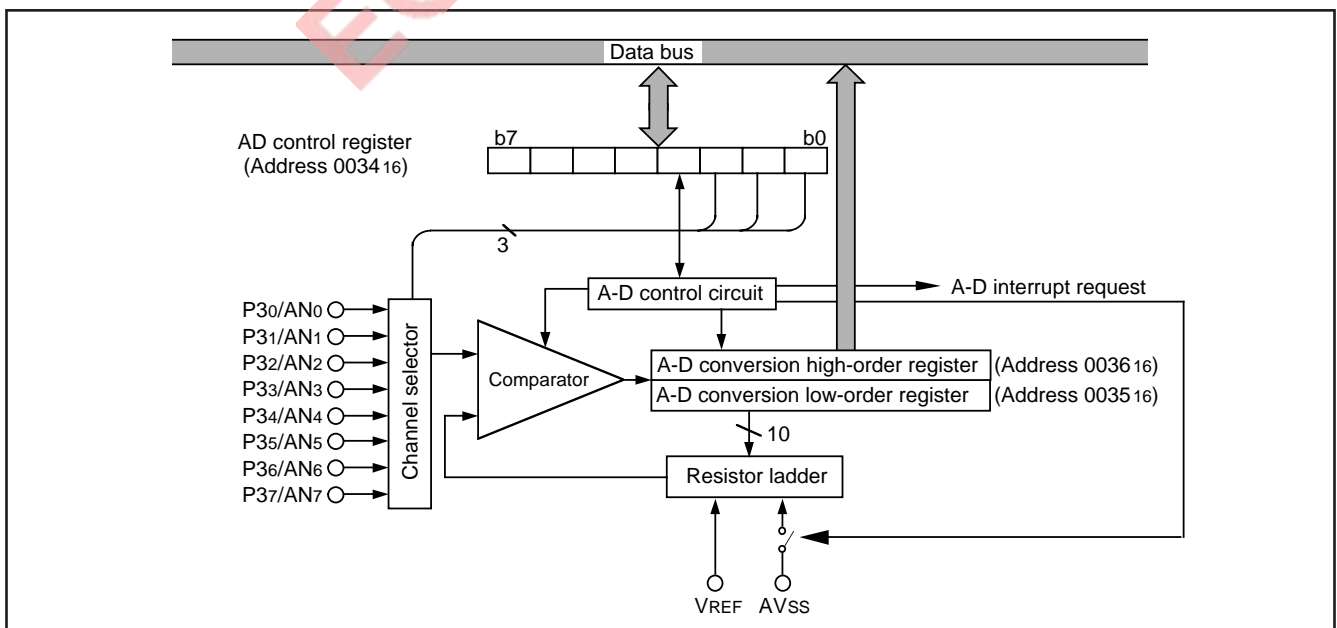 Data bus
AD control register
(Address 003416)
b7
b0
3
A-D control circuit
A-D interrupt request
P30/AN0
P31/AN1
P32/AN2
P33/AN3
P34/AN4
P35/AN5
P36/AN6
P37/AN7
Channel selector
Comparator
A-D conversion high-order register
(Address 003616)
A-D conversion low-order register
(Address 003516)
10
Resistor ladder
VREF
AVSS